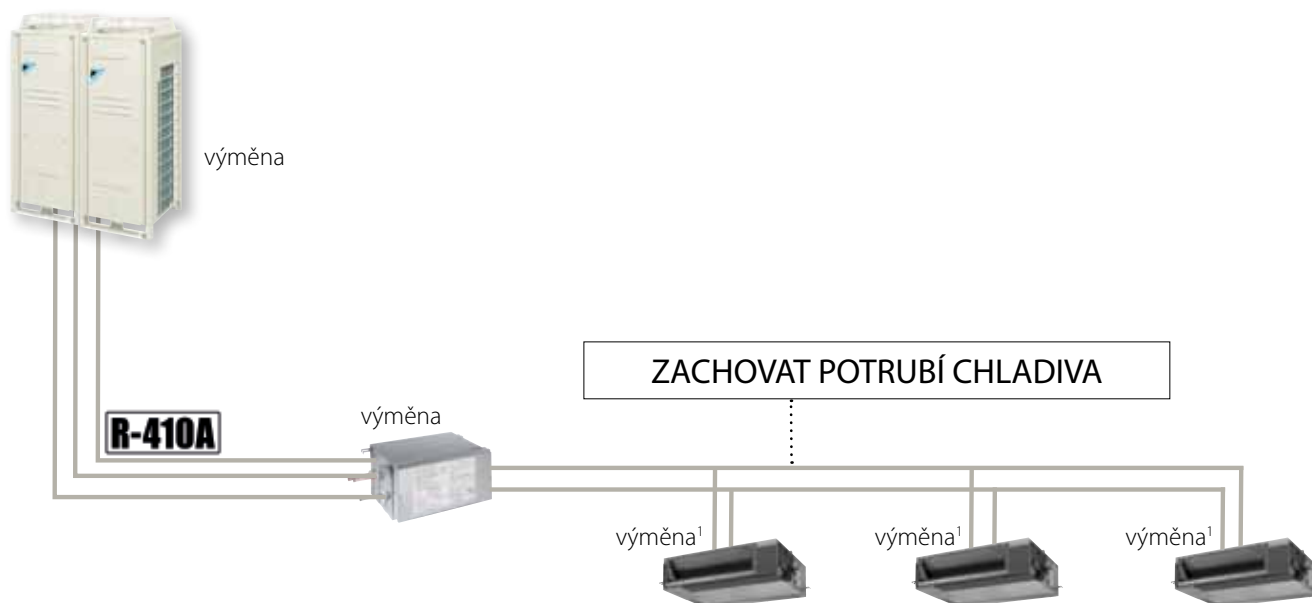 výměna
ZACHOVAT POTRUBÍ CHLADIVA
výměna
R-410A
výměna¹
výměna¹
výměna¹